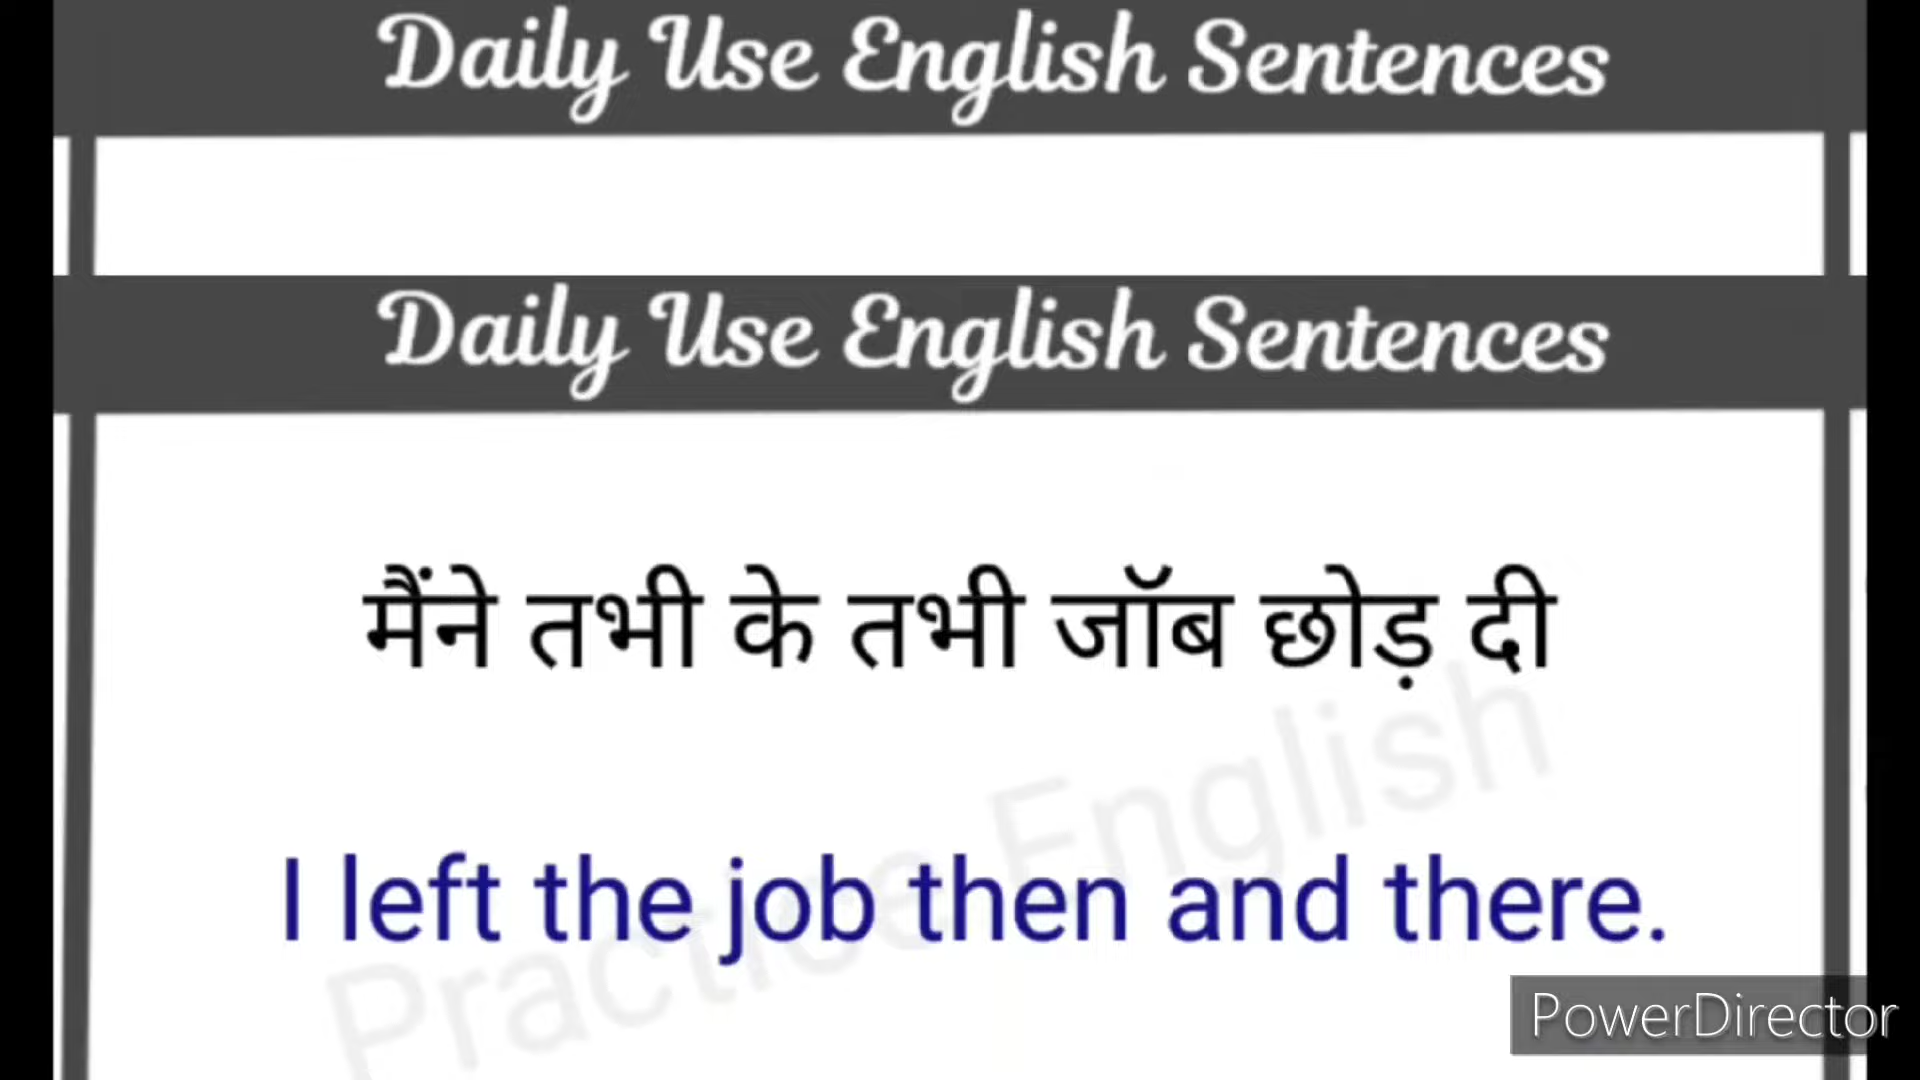 Daily Use English Sentences
Daily Use English Sentences
मैंने तभी के तभी जॉब छोड़ दी
I left the job then and there.
Practice English
PowerDirector